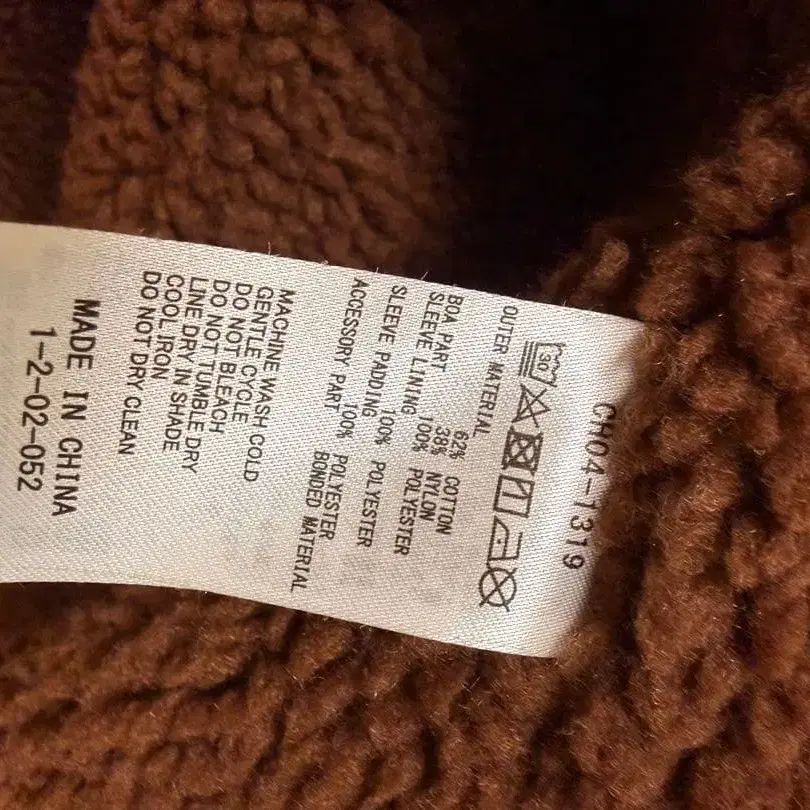 CH04-1319
30
OUTER MATERIAL
62% COTTON
38% NYLON
BOA PART
SLEEVE LINING
100% POLYESTER
SLEEVE PADDING
100% POLYESTER
ACCESSORY PART
100% POLYESTER
BONDED MATERIAL
MACHINE WASH COLD
GENTLE CYCLE
DO NOT BLEACH
DO NOT TUMBLE DRY
LINE DRY IN SHADE
COOL IRON
DO NOT DRY CLEAN
MADE IN CHINA
1-2-02-052